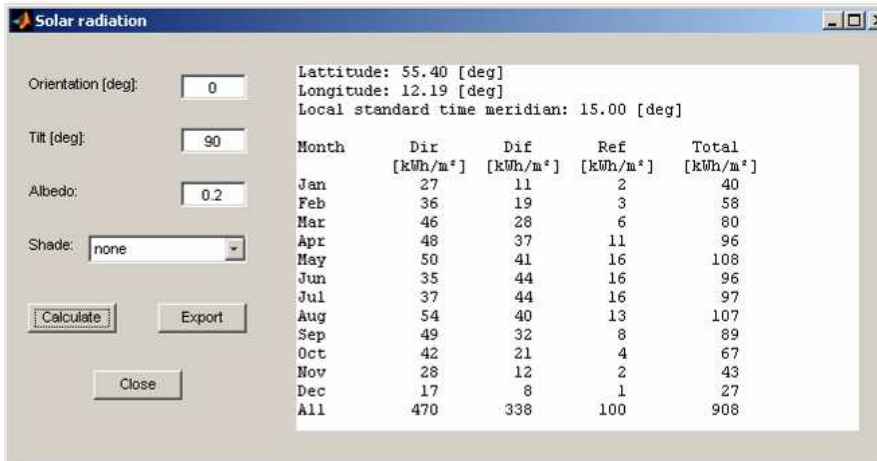 Solar radiation
Orientation [deg]: 0
Tilt [deg]: 90
Albedo: 0.2
Shade: none
Calculate Export
Close
Lattitude: 55.40 [deg]
Longitude: 12.19 [deg]
Local standard time meridian: 15.00 [deg]
Month Dir Dif Ref Total
[kWh/m²] [kWh/m²] [kWh/m²] [kWh/m²]
Jan 27 11 2 40
Feb 36 19 3 58
Mar 46 28 6 80
Apr 48 37 11 96
May 50 41 16 108
Jun 35 44 16 96
Jul 37 44 16 97
Aug 54 40 13 107
Sep 49 32 8 89
Oct 42 21 4 67
Nov 28 12 2 43
Dec 17 8 1 27
All 470 338 100 908